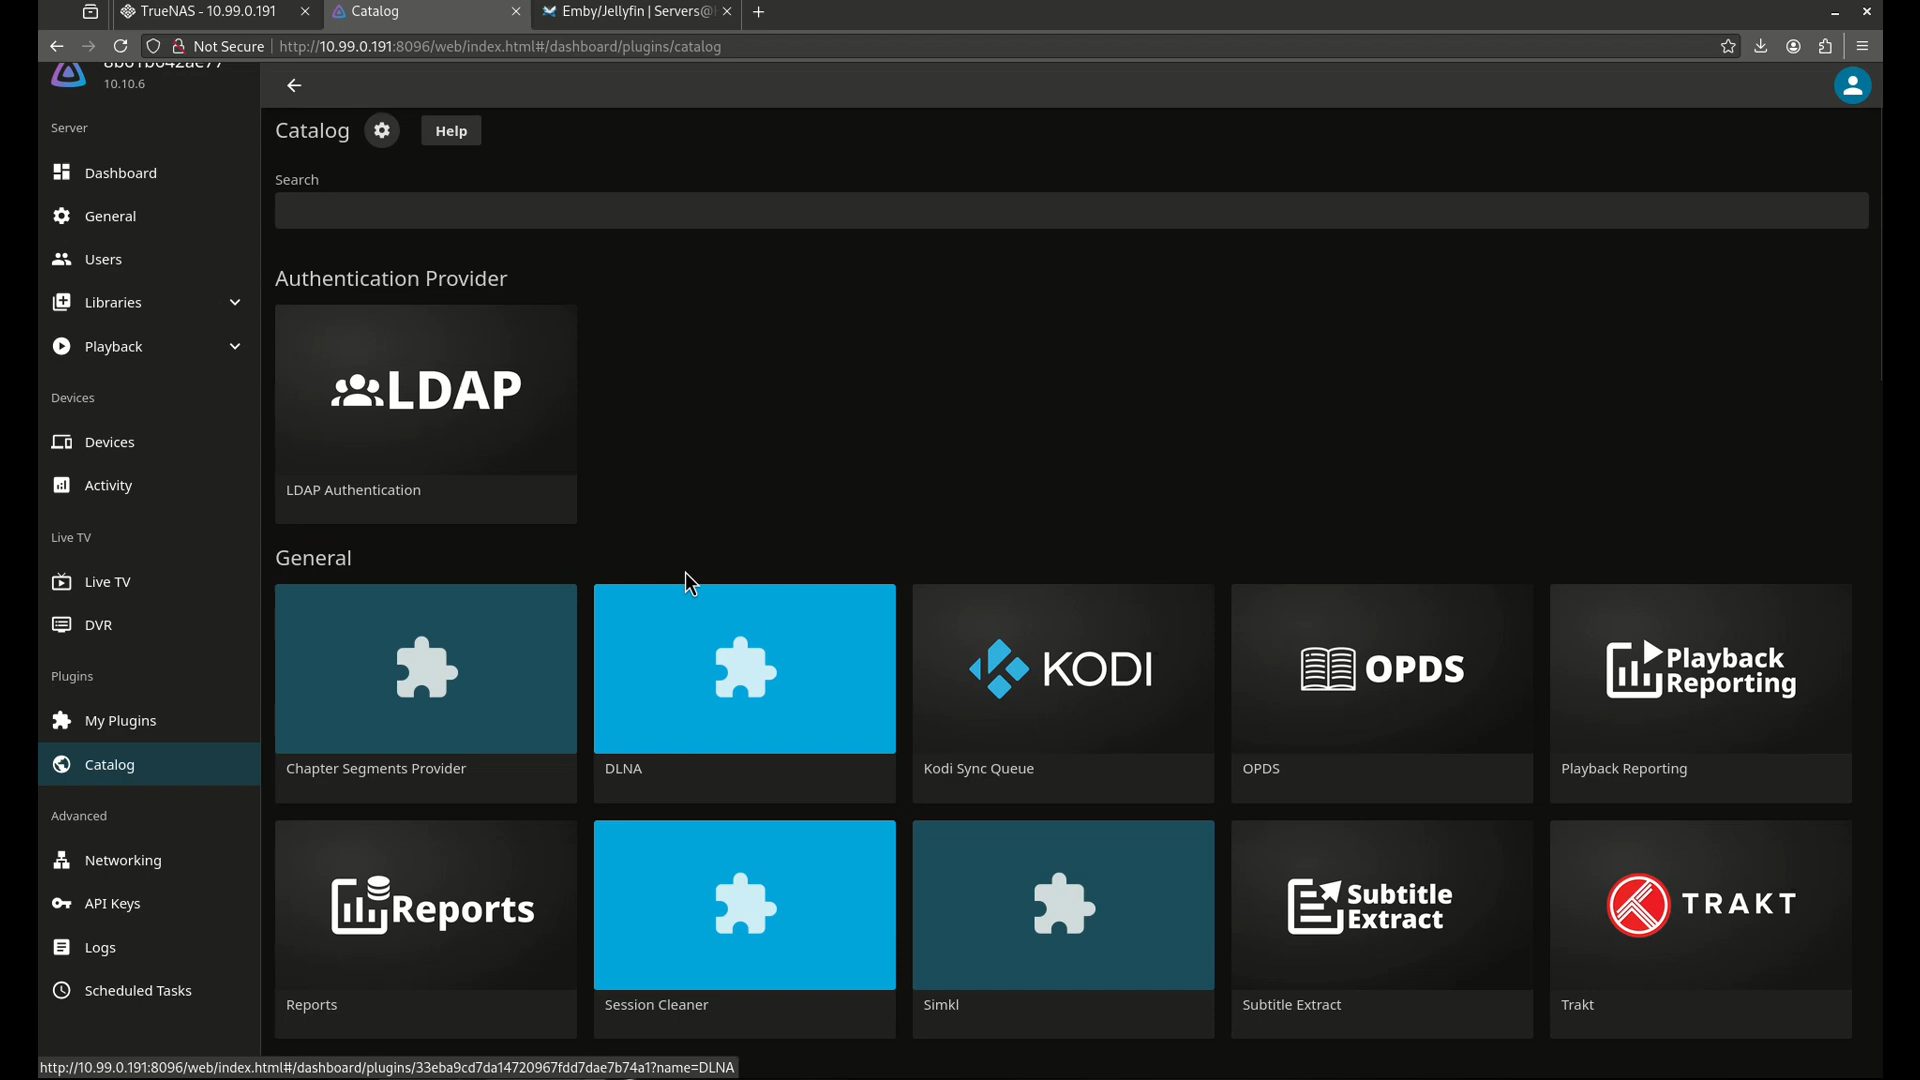 TrueNAS - 10.99.0.191
Catalog
Emby/Jellyfin | Servers@
Not Secure
http://10.99.0.191:8096/web/index.html#/dashboard/plugins/catalog
10.10.6
Server
Dashboard
General
Users
Libraries
Playback
Devices
Devices
Activity
Live TV
Live TV
DVR
Plugins
My Plugins
Catalog
Advanced
Networking
API Keys
Logs
Scheduled Tasks
Catalog
Help
Search
Authentication Provider
LDAP
LDAP Authentication
General
KODI
OPDS
Playback
Reporting
Chapter Segments Provider
DLNA
Kodi Sync Queue
OPDS
Playback Reporting
Reports
Subtitle
Extract
TRAKT
Reports
Session Cleaner
Simkl
Subtitle Extract
Trakt
http://10.99.0.191:8096/web/index.html#/dashboard/plugins/33eba9cd7da14720967fdd7dae7b74a1?name=DLNA